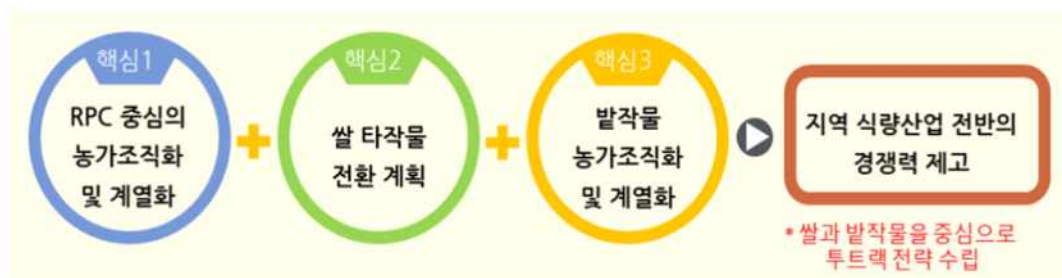 핵심1
RPC 중심의
농가조직화
및 계열화
핵심2
쌀 타작물
전환 계획
핵심3
밭작물
농가조직화
및 계열화
지역 식량산업 전반의
경쟁력 제고
* 쌀과 밭작물을 중심으로
투트랙 전략 수립